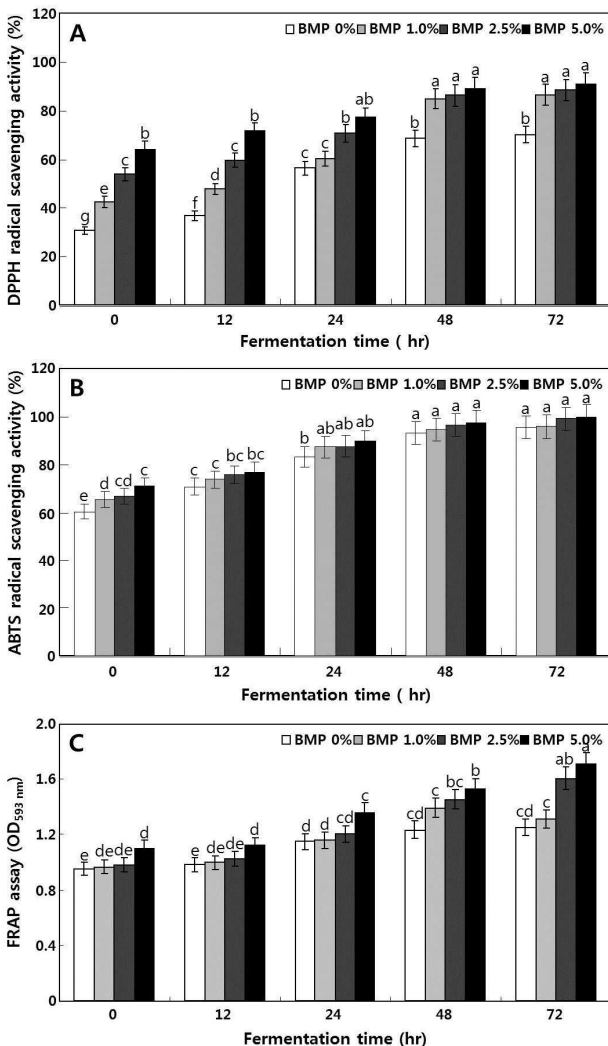 A
BMP 0% BMP 1.0% BMP 2.5% BMP 5.0%
DPPH radical scavenging activity (%)
120
100
80
60
40
20
0
g e c b
f d c b
c c b ab
b a a a
b a a a
0 12 24 48 72
Fermentation time ( hr)
B
BMP 0% BMP 1.0% BMP 2.5% BMP 5.0%
ABTS radical scavenging activity (%)
120
100
80
60
40
20
0
e d cd c
c c bc bc
b ab ab ab
a a a a
a a a a
0 12 24 48 72
Fermentation time ( hr)
C
BMP 0% BMP 1.0% BMP 2.5% BMP 5.0%
FRAP assay (OD593 nm)
2.0
1.6
1.2
0.8
0.4
0
e de de d
e de de d
d d cd c
cd c bc b
cd c ab a
0 12 24 48 72
Fermentation time (hr)